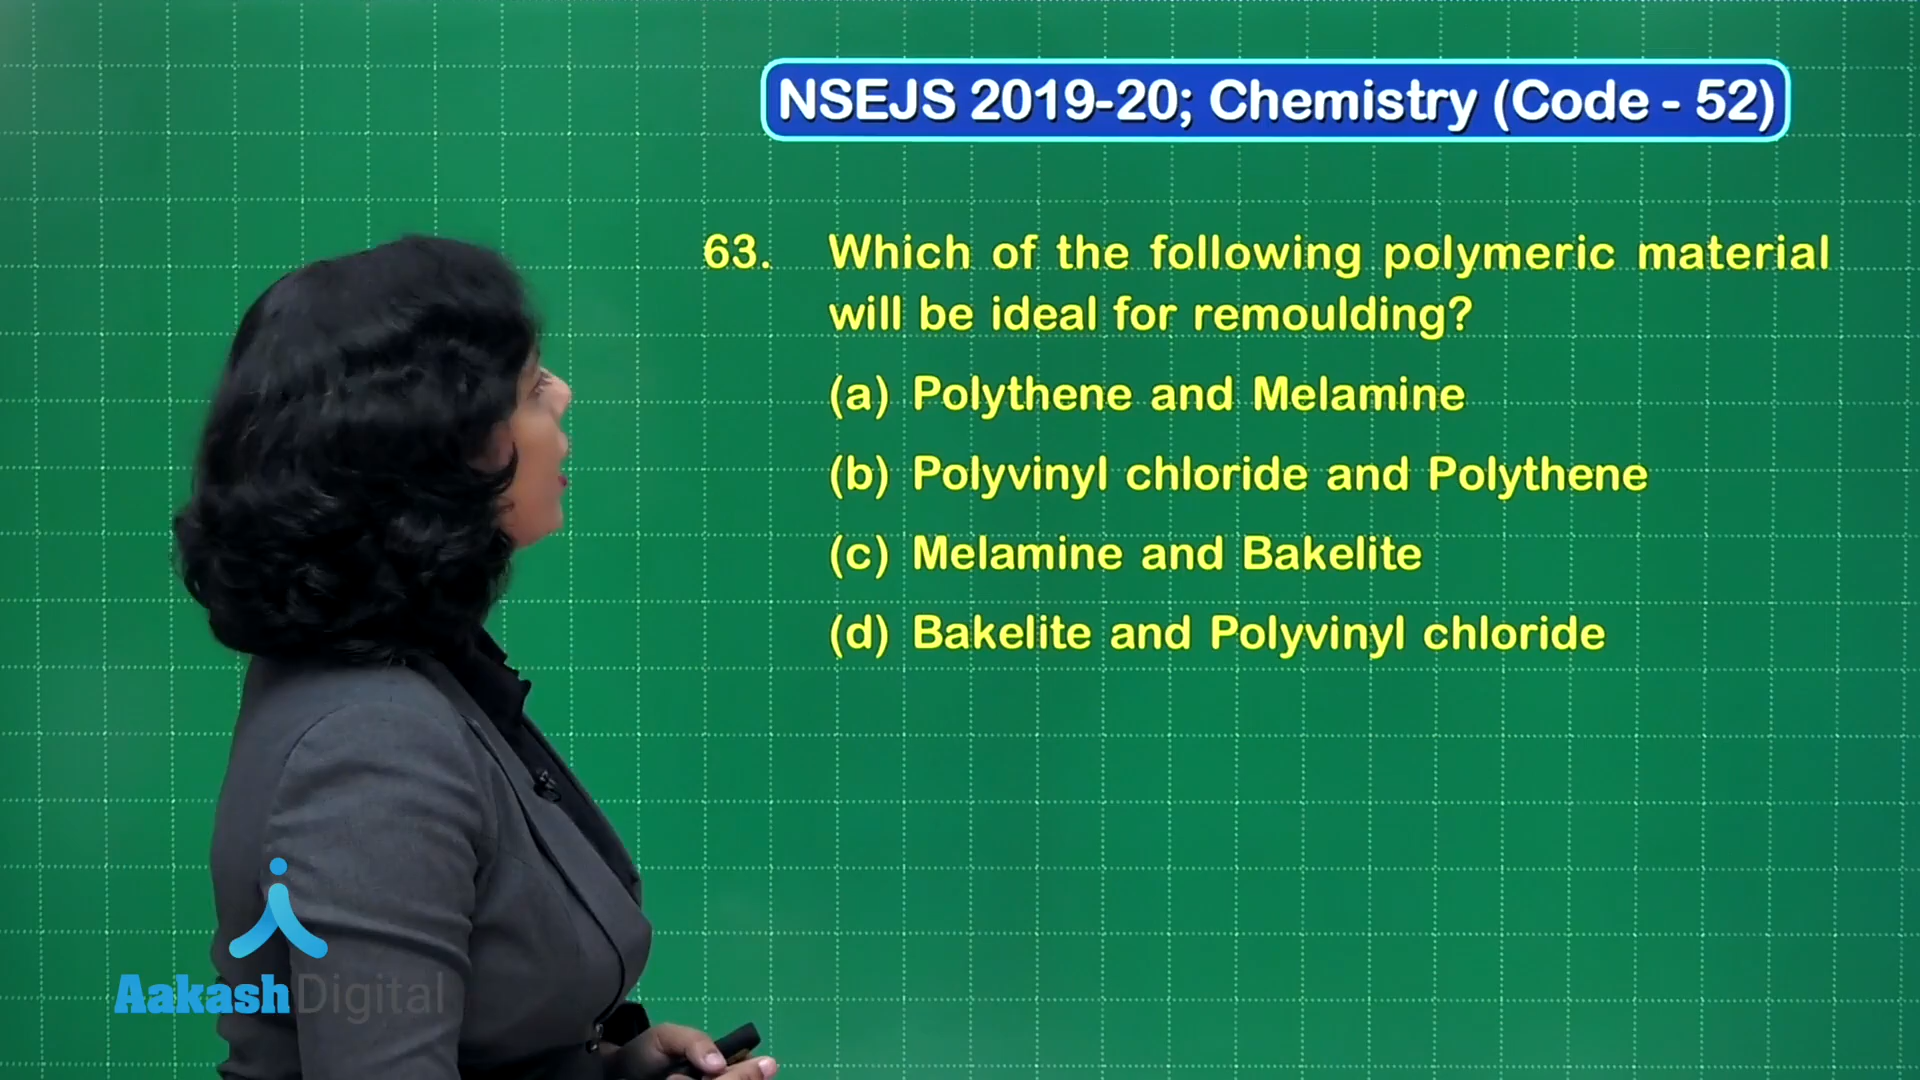 NSEJS 2019-20; Chemistry (Code - 52)
63. Which of the following polymeric material
will be ideal for remoulding?
(a) Polythene and Melamine
(b) Polyvinyl chloride and Polythene
(c) Melamine and Bakelite
(d) Bakelite and Polyvinyl chloride
Aakash Digital